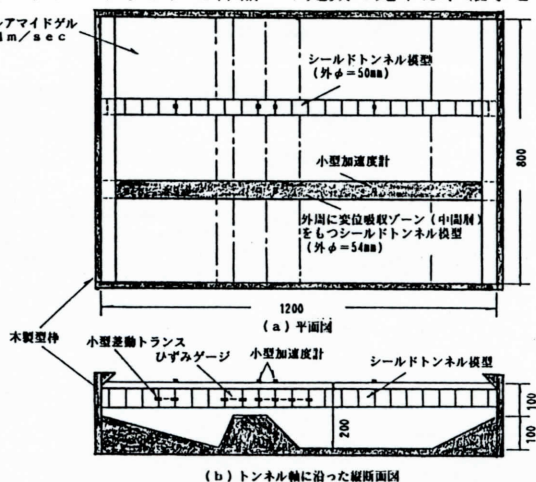 アマイドゲル
m/sec
シールドトンネル模型
(外φ=50mm)
小型加速度計
外周に変位吸収ゾーン(中間耐)
をもつシールドトンネル模型
(外φ=54mm)
800
1200
(a) 平面図
木製型枠
小型差動トランス
ひずみゲージ
小型加速度計
シールドトンネル模型
200
100
100
(b) トンネル軸に沿った縦断面図